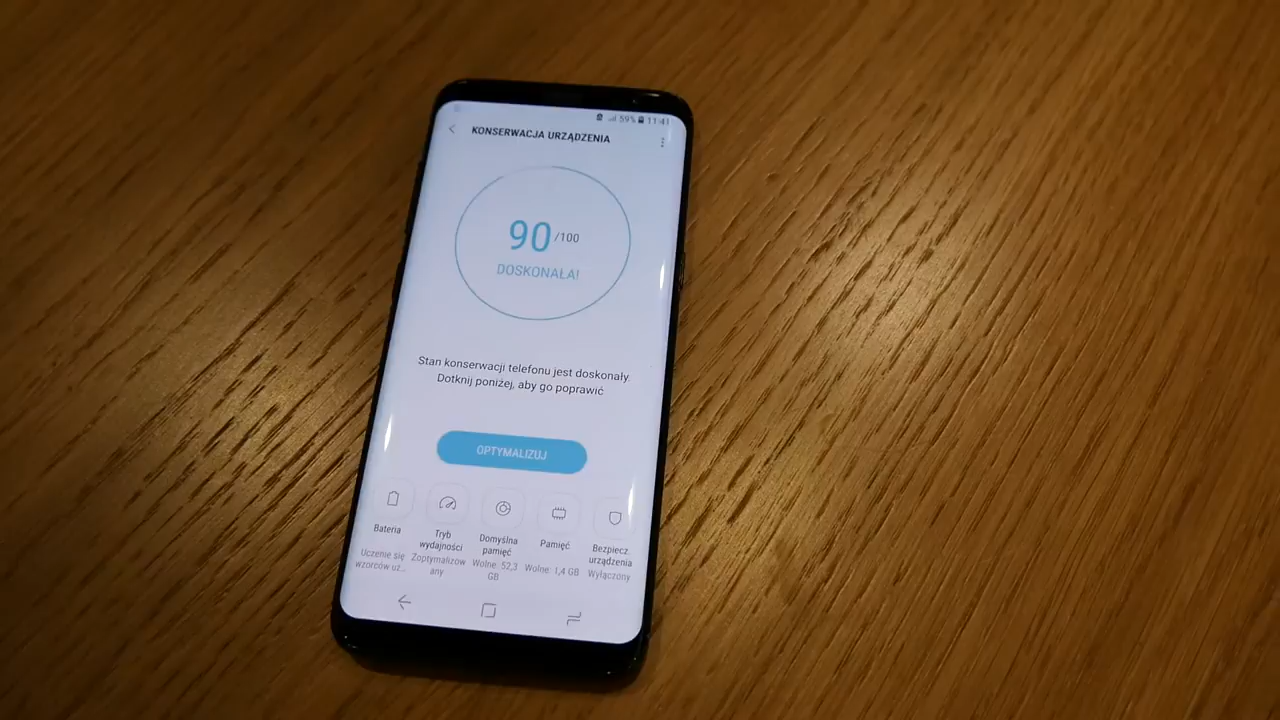 59% 11:41
KONSERWACJA URZĄDZENIA
90 /100
DOSKONAŁA!
Stan konserwacji telefonu jest doskonały.
Dotknij poniżej, aby go poprawić
OPTYMALIZUJ
Bateria
Uczenie się
wzorców uż...
Tryb
wydajności
Zoptymalizow
any
Domyślna
pamięć
Wolne: 52,3
GB
Pamięć
Wolne: 1,4 GB
Bezpiecz.
urządzenia
Wyłączony